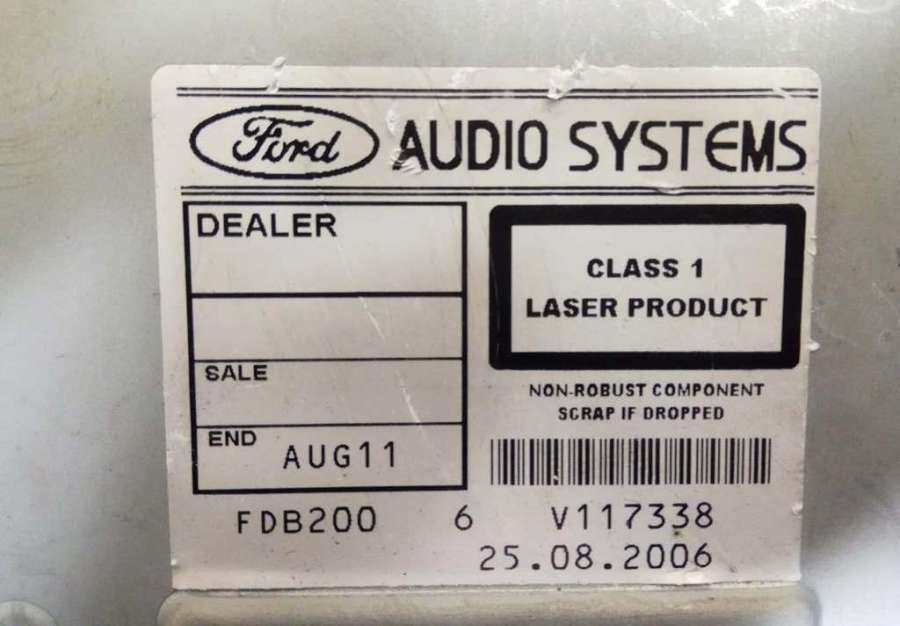 Ford AUDIO SYSTEMS
DEALER
SALE
END AUG11
CLASS 1
LASER PRODUCT
NON-ROBUST COMPONENT
SCRAP IF DROPPED
FDB200 6 V117338
25.08.2006